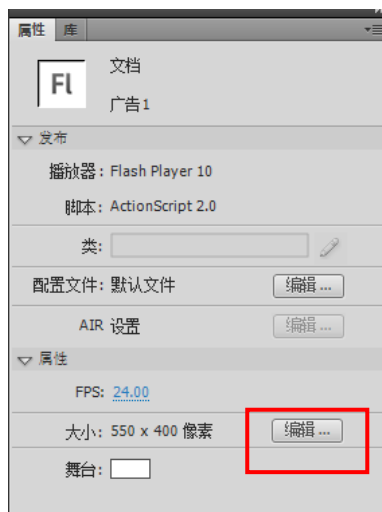 属性 库
Fl
文档
广告1
发布
播放器: Flash Player 10
脚本: ActionScript 2.0
类:
配置文件: 默认文件 编辑...
AIR 设置 编辑...
属性
FPS: 24.00
大小: 550 x 400 像素 编辑...
舞台: